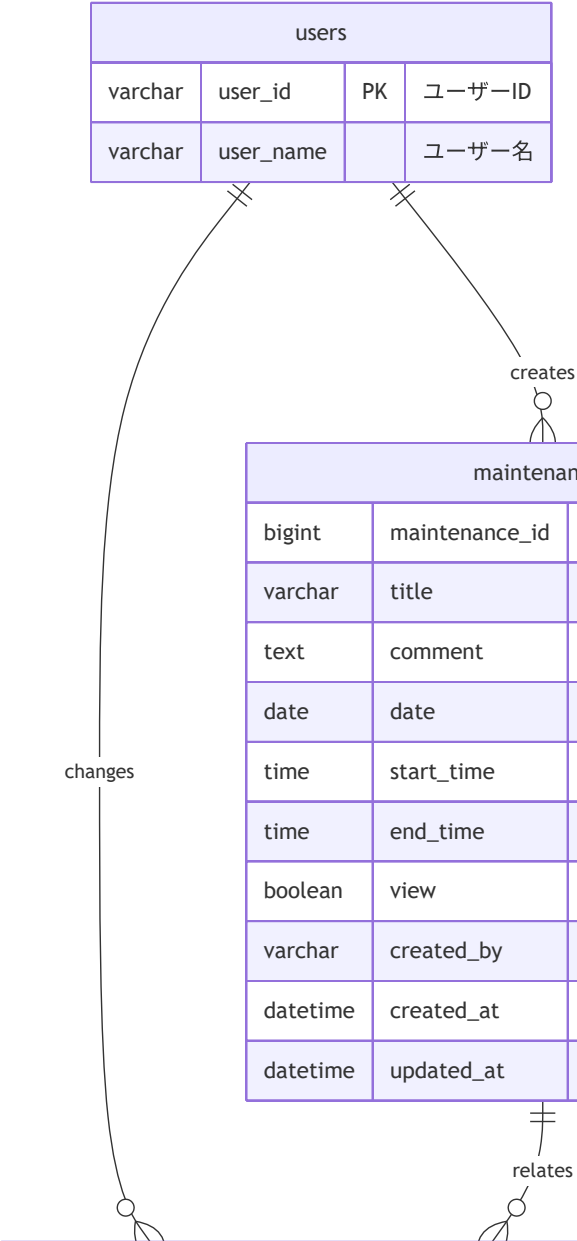 users
varchar user_id PK ユーザーID
varchar user_name ユーザー名
creates
maintenan
bigint maintenance_id
varchar title
text comment
date date
time start_time
changes
time end_time
boolean view
varchar created_by
datetime created_at
datetime updated_at
relates